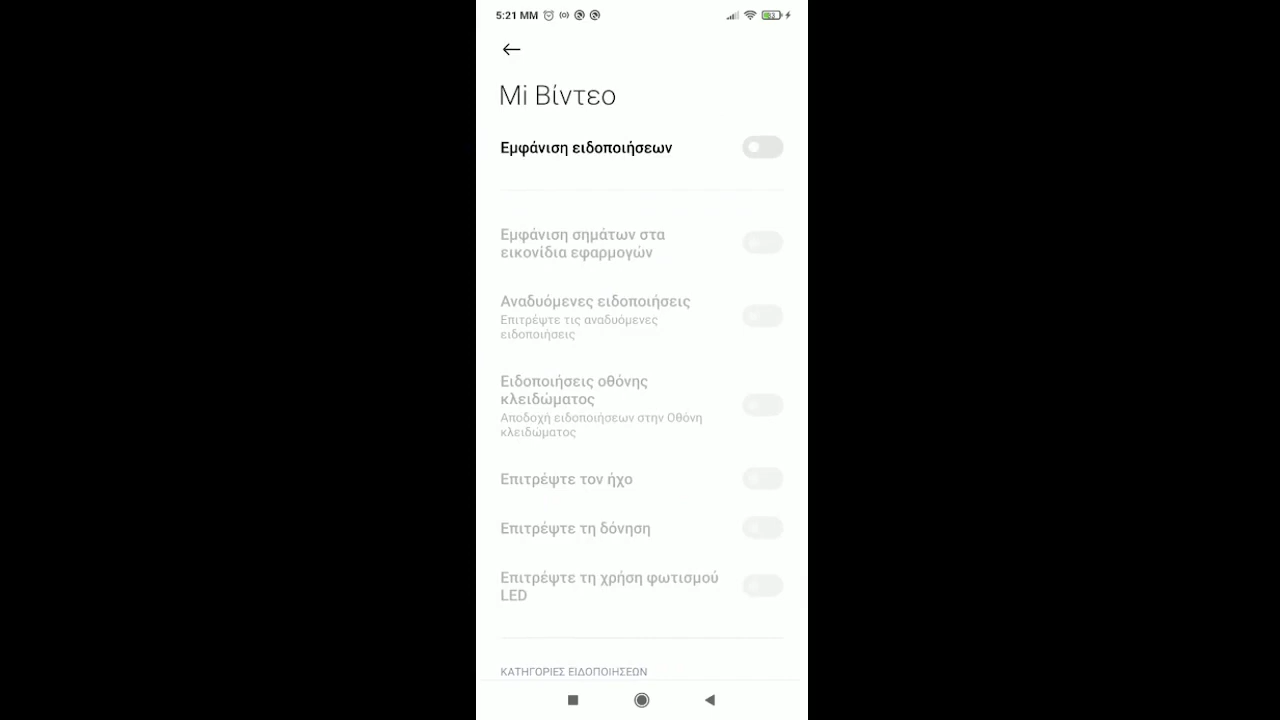 5:21 ΜΜ
Mi Βίντεο
Εμφάνιση ειδοποιήσεων
Εμφάνιση σημάτων στα
εικονίδια εφαρμογών
Αναδυόμενες ειδοποιήσεις
Επιτρέψτε τις αναδυόμενες
ειδοποιήσεις
Ειδοποιήσεις οθόνης
κλειδώματος
Αποδοχή ειδοποιήσεων στην Οθόνη
κλειδώματος
Επιτρέψτε τον ήχο
Επιτρέψτε τη δόνηση
Επιτρέψτε τη χρήση φωτισμού
LED
ΚΑΤΗΓΟΡΙΕΣ ΕΙΔΟΠΟΙΗΣΕΩΝ